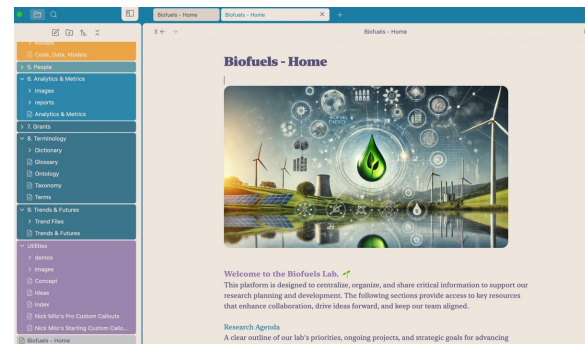 Biofuels - Home
Biofuels - Home
3
Biofuels - Home
Code, Data, Models
5. People
6. Analytics & Metrics
Images
reports
Analytics & Metrics
7. Grants
8. Terminology
Dictionary
Glossary
Ontology
Taxonomy
Terms
9. Trends & Futures
Trend Files
Trends & Futures
Utilities
demos
images
Concept
Ideas
Index
Nick Milo's Pro Custom Callouts
Nick Milo's Starting Custom Callo...
Biofuels - Home
Biofuels - Home
BIOFUELS
ENERGY
Welcome to the Biofuels Lab.
This platform is designed to centralize, organize, and share critical information to support our
research planning and development. The following sections provide access to key resources
that enhance collaboration, drive ideas forward, and keep our team aligned.
Research Agenda
A clear outline of our lab's priorities, ongoing projects, and strategic goals for advancing